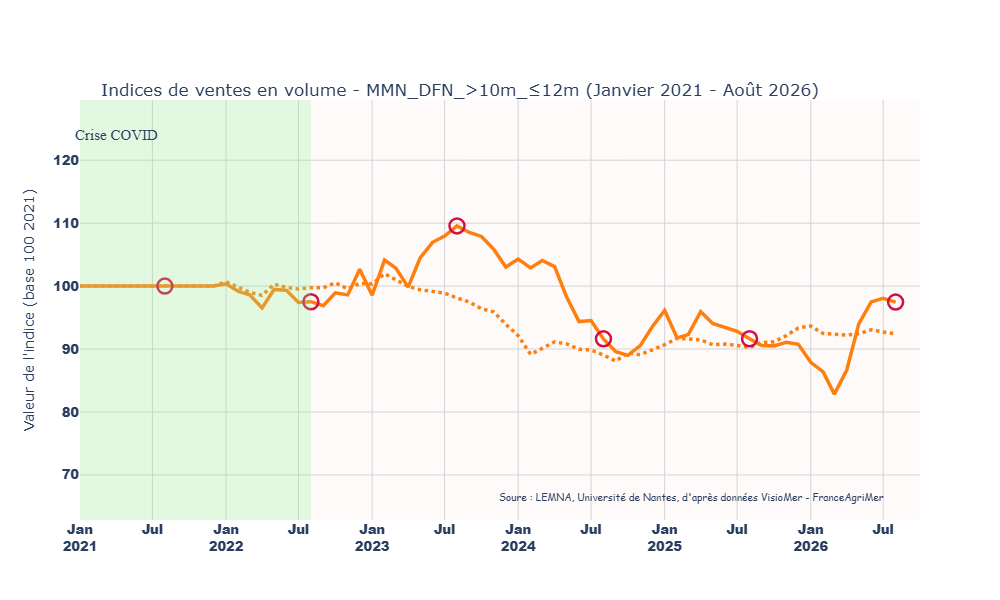 Indices de ventes en volume - MMN_DFN_>10m_≤12m (Janvier 2021 - Août 2026)
Crise COVID
Valeur de l'indice (base 100 2021)
120
110
100
90
80
70
Soure : LEMNA, Université de Nantes, d'après données VisioMer - FranceAgriMer
Jan Jul Jan Jul Jan Jul Jan Jul Jan Jul Jan Jul
2021 2022 2023 2024 2025 2026